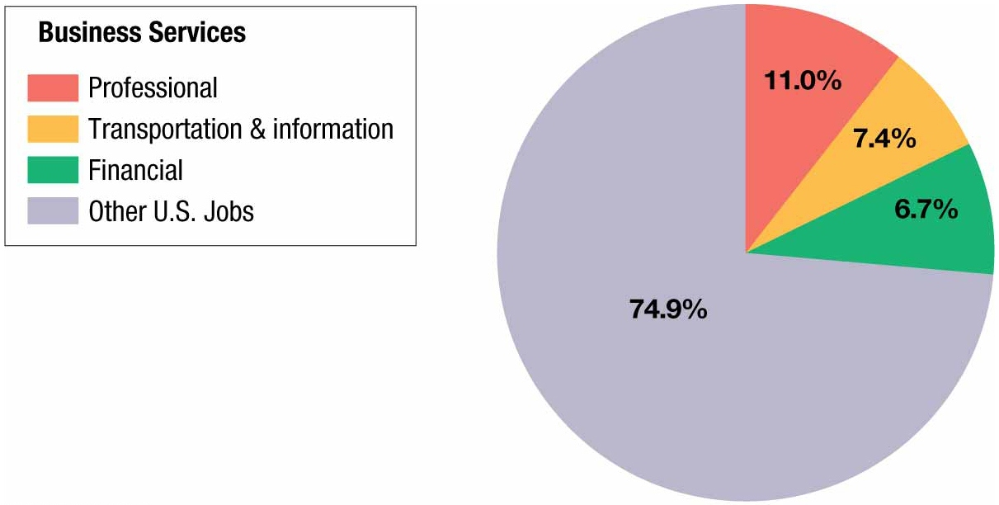 Business Services
Professional
Transportation & information
Financial
Other U.S. Jobs
11.0%
7.4%
6.7%
74.9%